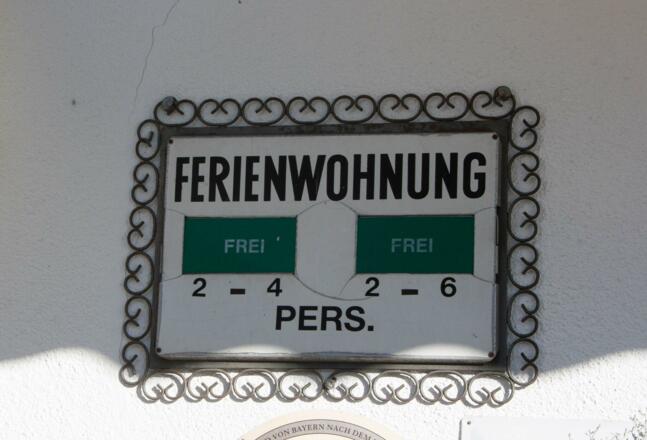 FERIENWOHNUNG
FREI FREI
2 - 4 2 - 6
PERS.
VON BAYERN NACH DEM